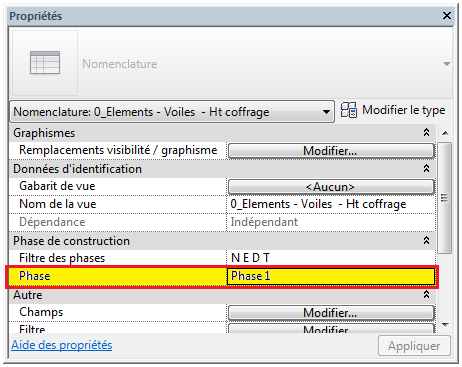 Propriétés
Nomenclature
Nomenclature: 0_Elements - Voiles - Ht coffrage
Modifier le type
Graphismes
Remplacements visibilité / graphisme Modifier...
Données d'identification
Gabarit de vue <Aucun>
Nom de la vue 0_Elements - Voiles - Ht coffrage
Dépendance Indépendant
Phase de construction
Filtre des phases N E D T
Phase Phase 1
Autre
Champs Modifier...
Filtre Modifier...
Aide des propriétés Appliquer